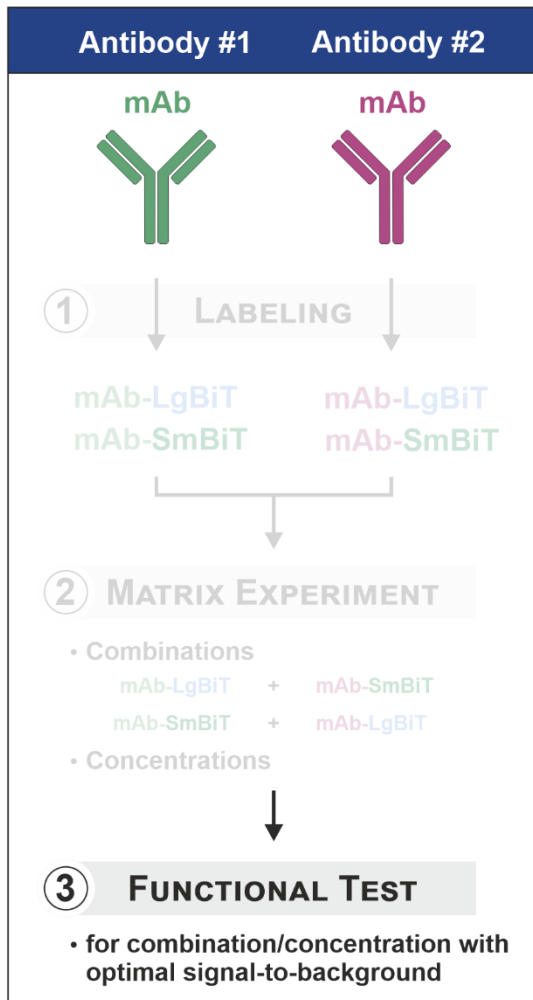 Antibody #1 Antibody #2
mAb mAb
1 LABELING
mAb-LgBiT mAb-LgBiT
mAb-SmBiT mAb-SmBiT
2 MATRIX EXPERIMENT
• Combinations
mAb-LgBiT + mAb-SmBiT
mAb-SmBiT + mAb-LgBiT
• Concentrations
3 FUNCTIONAL TEST
• for combination/concentration with
optimal signal-to-background